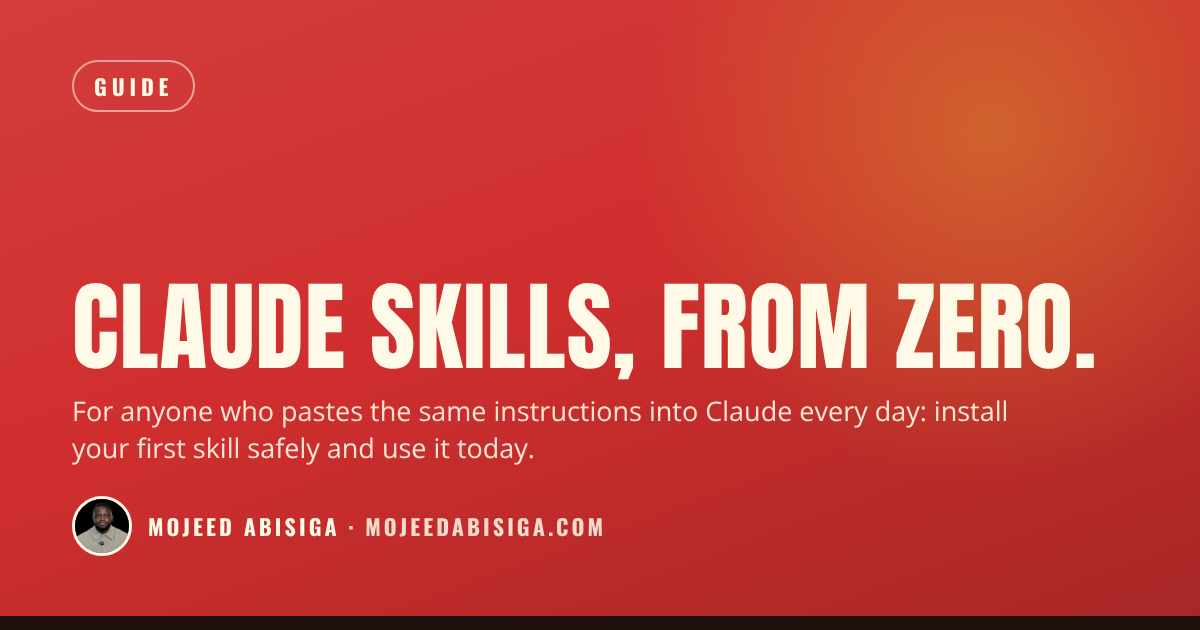 GUIDE
CLAUDE SKILLS, FROM ZERO.
For anyone who pastes the same instructions into Claude every day: install
your first skill safely and use it today.
MOJEED ABISIGA · MOJEEDABISIGA.COM